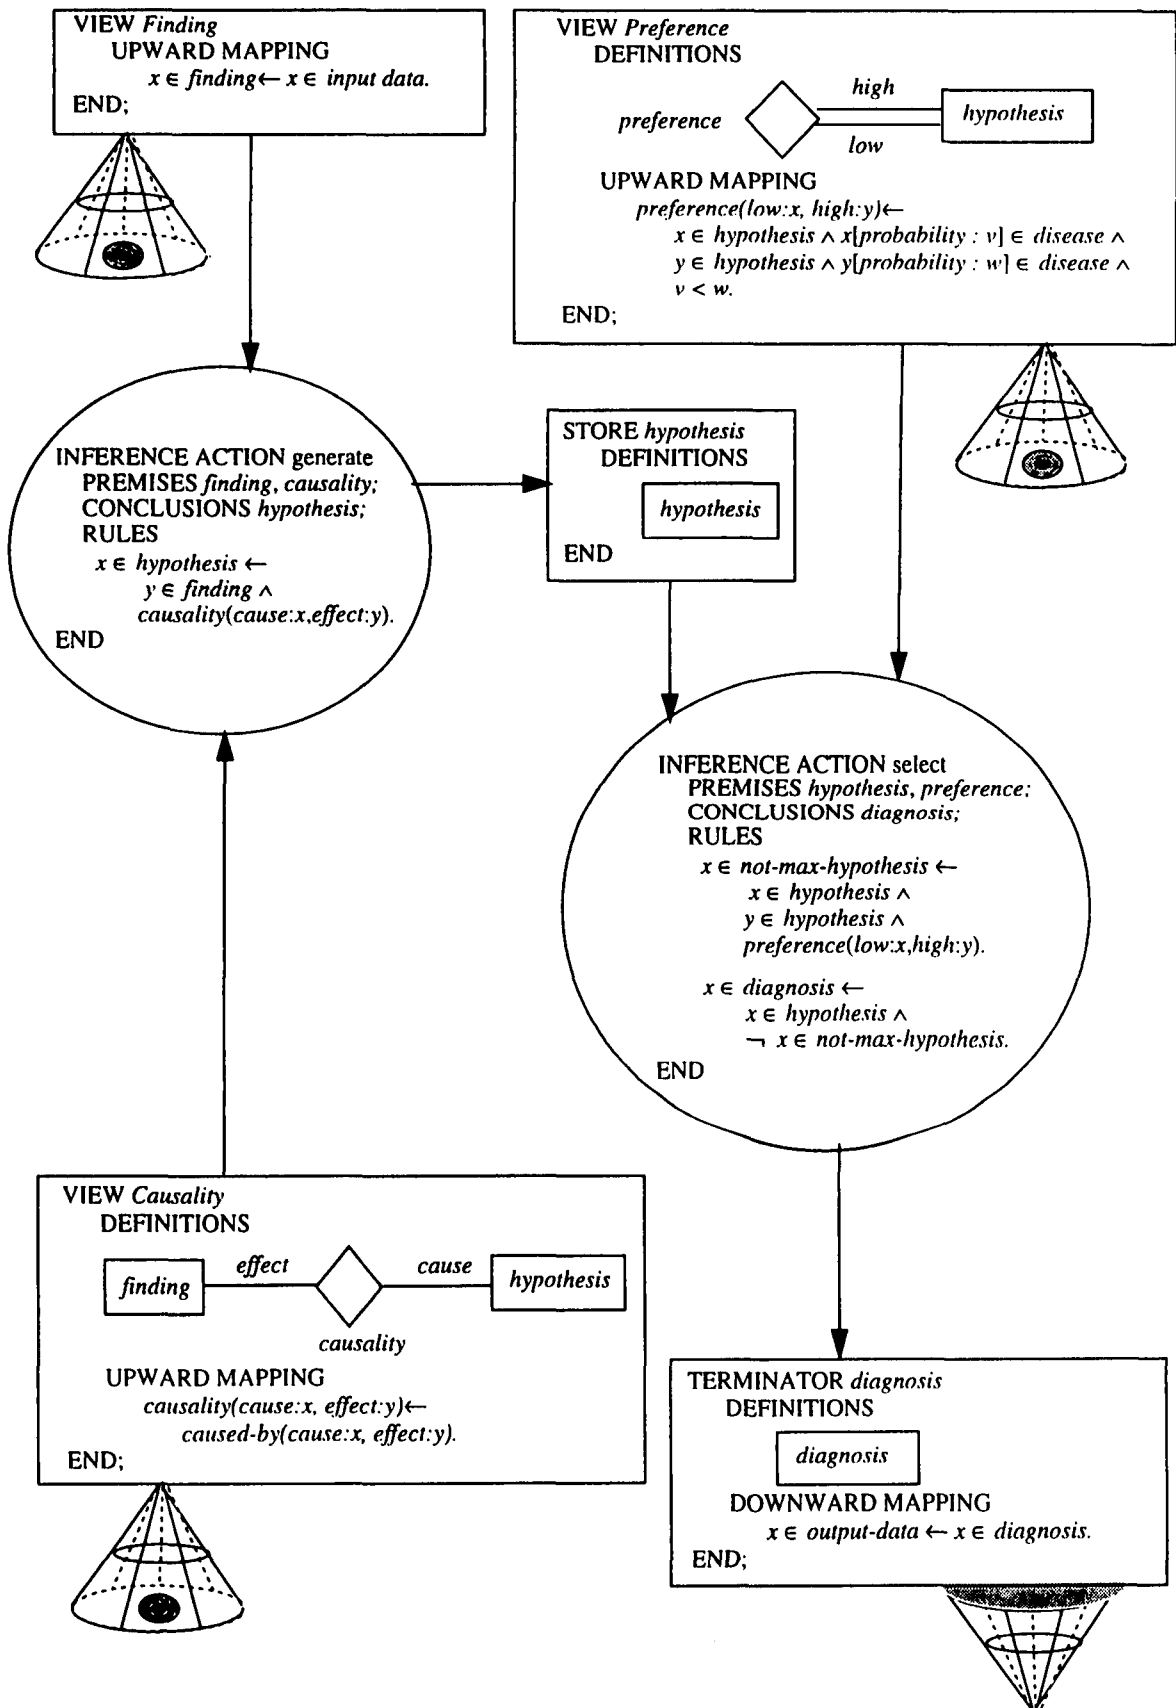 VIEW Finding
UPWARD MAPPING
x ∈ finding← x ∈ input data.
END;
VIEW Preference
DEFINITIONS
high
preference
hypothesis
low
UPWARD MAPPING
preference(low:x, high:y)←
x ∈ hypothesis ∧ x[probability : v] ∈ disease ∧
y ∈ hypothesis ∧ y[probability : w] ∈ disease ∧
v < w.
END;
INFERENCE ACTION generate
PREMISES finding, causality;
CONCLUSIONS hypothesis;
RULES
x ∈ hypothesis ←
y ∈ finding ∧
causality(cause:x,effect:y).
END
STORE hypothesis
DEFINITIONS
hypothesis
END
INFERENCE ACTION select
PREMISES hypothesis, preference;
CONCLUSIONS diagnosis;
RULES
x ∈ not-max-hypothesis ←
x ∈ hypothesis ∧
y ∈ hypothesis ∧
preference(low:x,high:y).
x ∈ diagnosis ←
x ∈ hypothesis ∧
¬ x ∈ not-max-hypothesis.
END
VIEW Causality
DEFINITIONS
effect
cause
finding
hypothesis
causality
UPWARD MAPPING
causality(cause:x, effect:y)←
caused-by(cause:x, effect:y).
END;
TERMINATOR diagnosis
DEFINITIONS
diagnosis
DOWNWARD MAPPING
x ∈ output-data ← x ∈ diagnosis.
END;